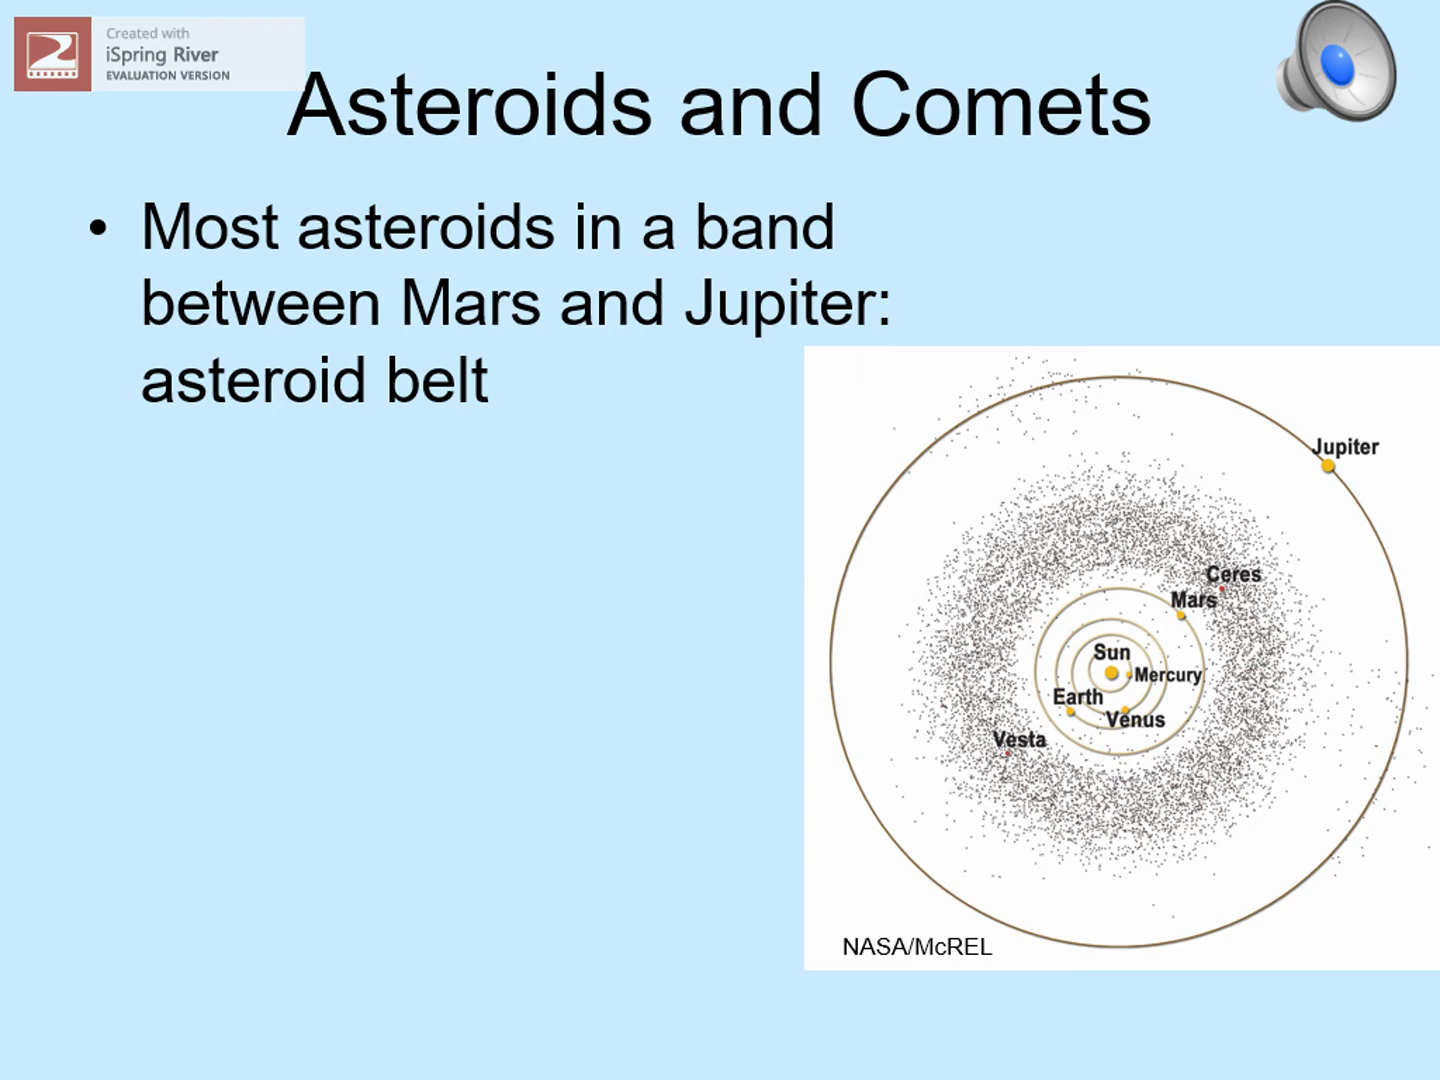 Created with
iSpring River
EVALUATION VERSION
Asteroids and Comets
• Most asteroids in a band
between Mars and Jupiter:
asteroid belt
Jupiter
Ceres
Mars
Sun
Mercury
Earth
Venus
Vesta
NASA/McREL